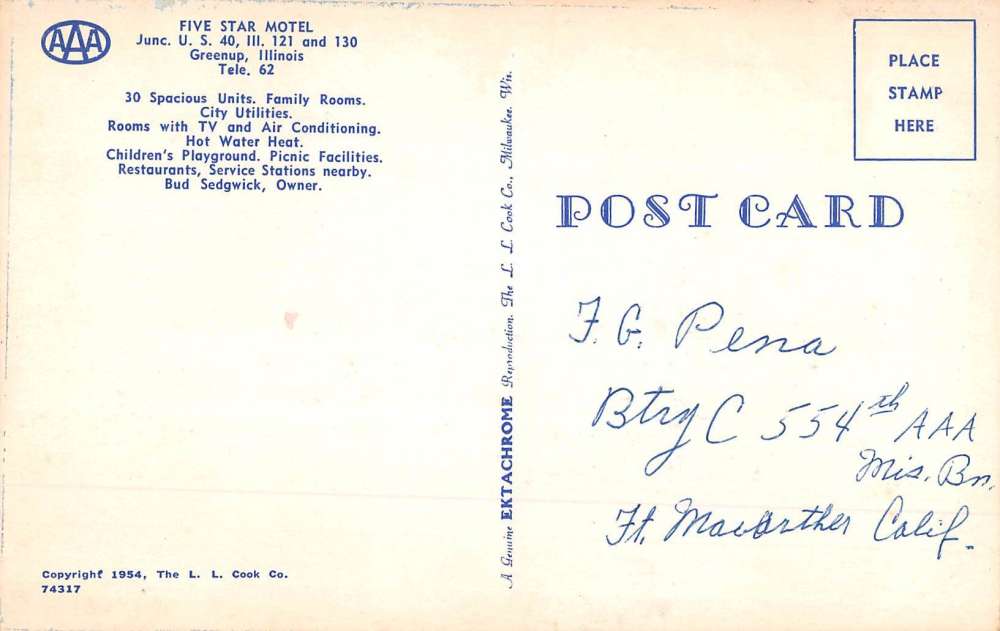 AAA
FIVE STAR MOTEL
Junc. U. S. 40, Ill. 121 and 130
Greenup, Illinois
Tele. 62
30 Spacious Units. Family Rooms.
City Utilities.
Rooms with TV and Air Conditioning.
Hot Water Heat.
Children's Playground. Picnic Facilities.
Restaurants, Service Stations nearby.
Bud Sedgwick, Owner.
Copyright 1954, The L. L. Cook Co.
74317
A Genuine EKTACHROME Reproduction. The L. L. Cook Co., Milwaukee, Wis.
PLACE
STAMP
HERE
POST CARD
F. G. Pena
Btry C 554th AAA
Mis. Bn.
Ft. Macarther Calif.